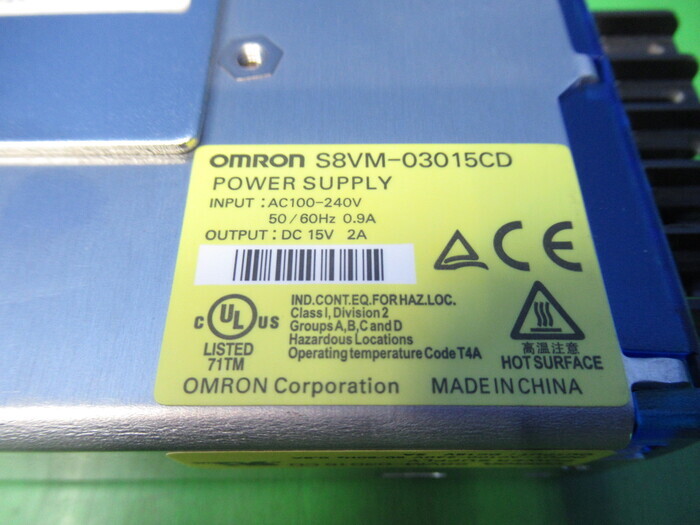 OMRON S8VM-03015CD
POWER SUPPLY
INPUT : AC100-240V
50/60Hz 0.9A
OUTPUT : DC 15V 2A
CE
IND.CONT.EQ.FOR HAZ.LOC.
Class I, Division 2
Groups A,B,C and D
Hazardous Locations
Operating temperature Code T4A
C UL US
LISTED
71TM
高温注意
HOT SURFACE
OMRON Corporation MADE IN CHINA